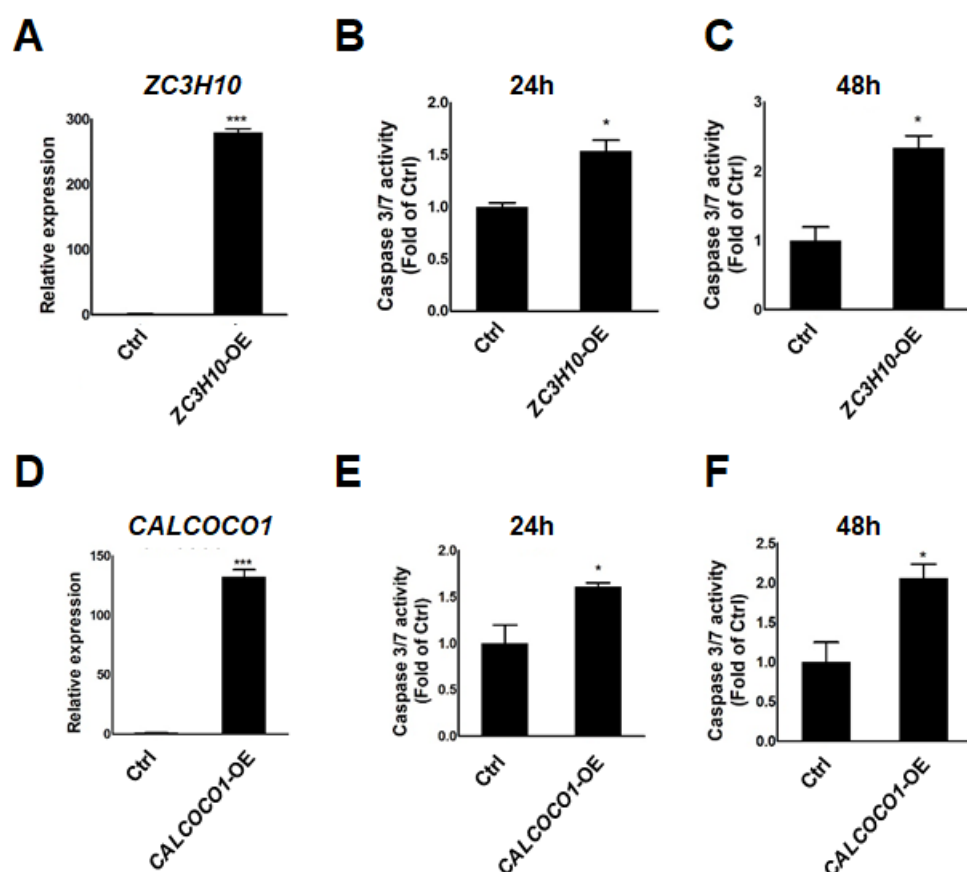 A
ZC3H10
Relative expression
300
200
100
0
***
Ctrl
ZC3H10-OE
B
24h
Caspase 3/7 activity
(Fold of Ctrl)
2.0
1.5
1.0
0.5
0.0
*
Ctrl
ZC3H10-OE
C
48h
Caspase 3/7 activity
(Fold of Ctrl)
3
2
1
0
*
Ctrl
ZC3H10-OE
D
CALCOCO1
Relative expression
150
100
50
0
***
Ctrl
CALCOCO1-OE
E
24h
Caspase 3/7 activity
(Fold of Ctrl)
2.0
1.5
1.0
0.5
0.0
*
Ctrl
CALCOCO1-OE
F
48h
Caspase 3/7 activity
(Fold of Ctrl)
2.5
2.0
1.5
1.0
0.5
0.0
*
Ctrl
CALCOCO1-OE